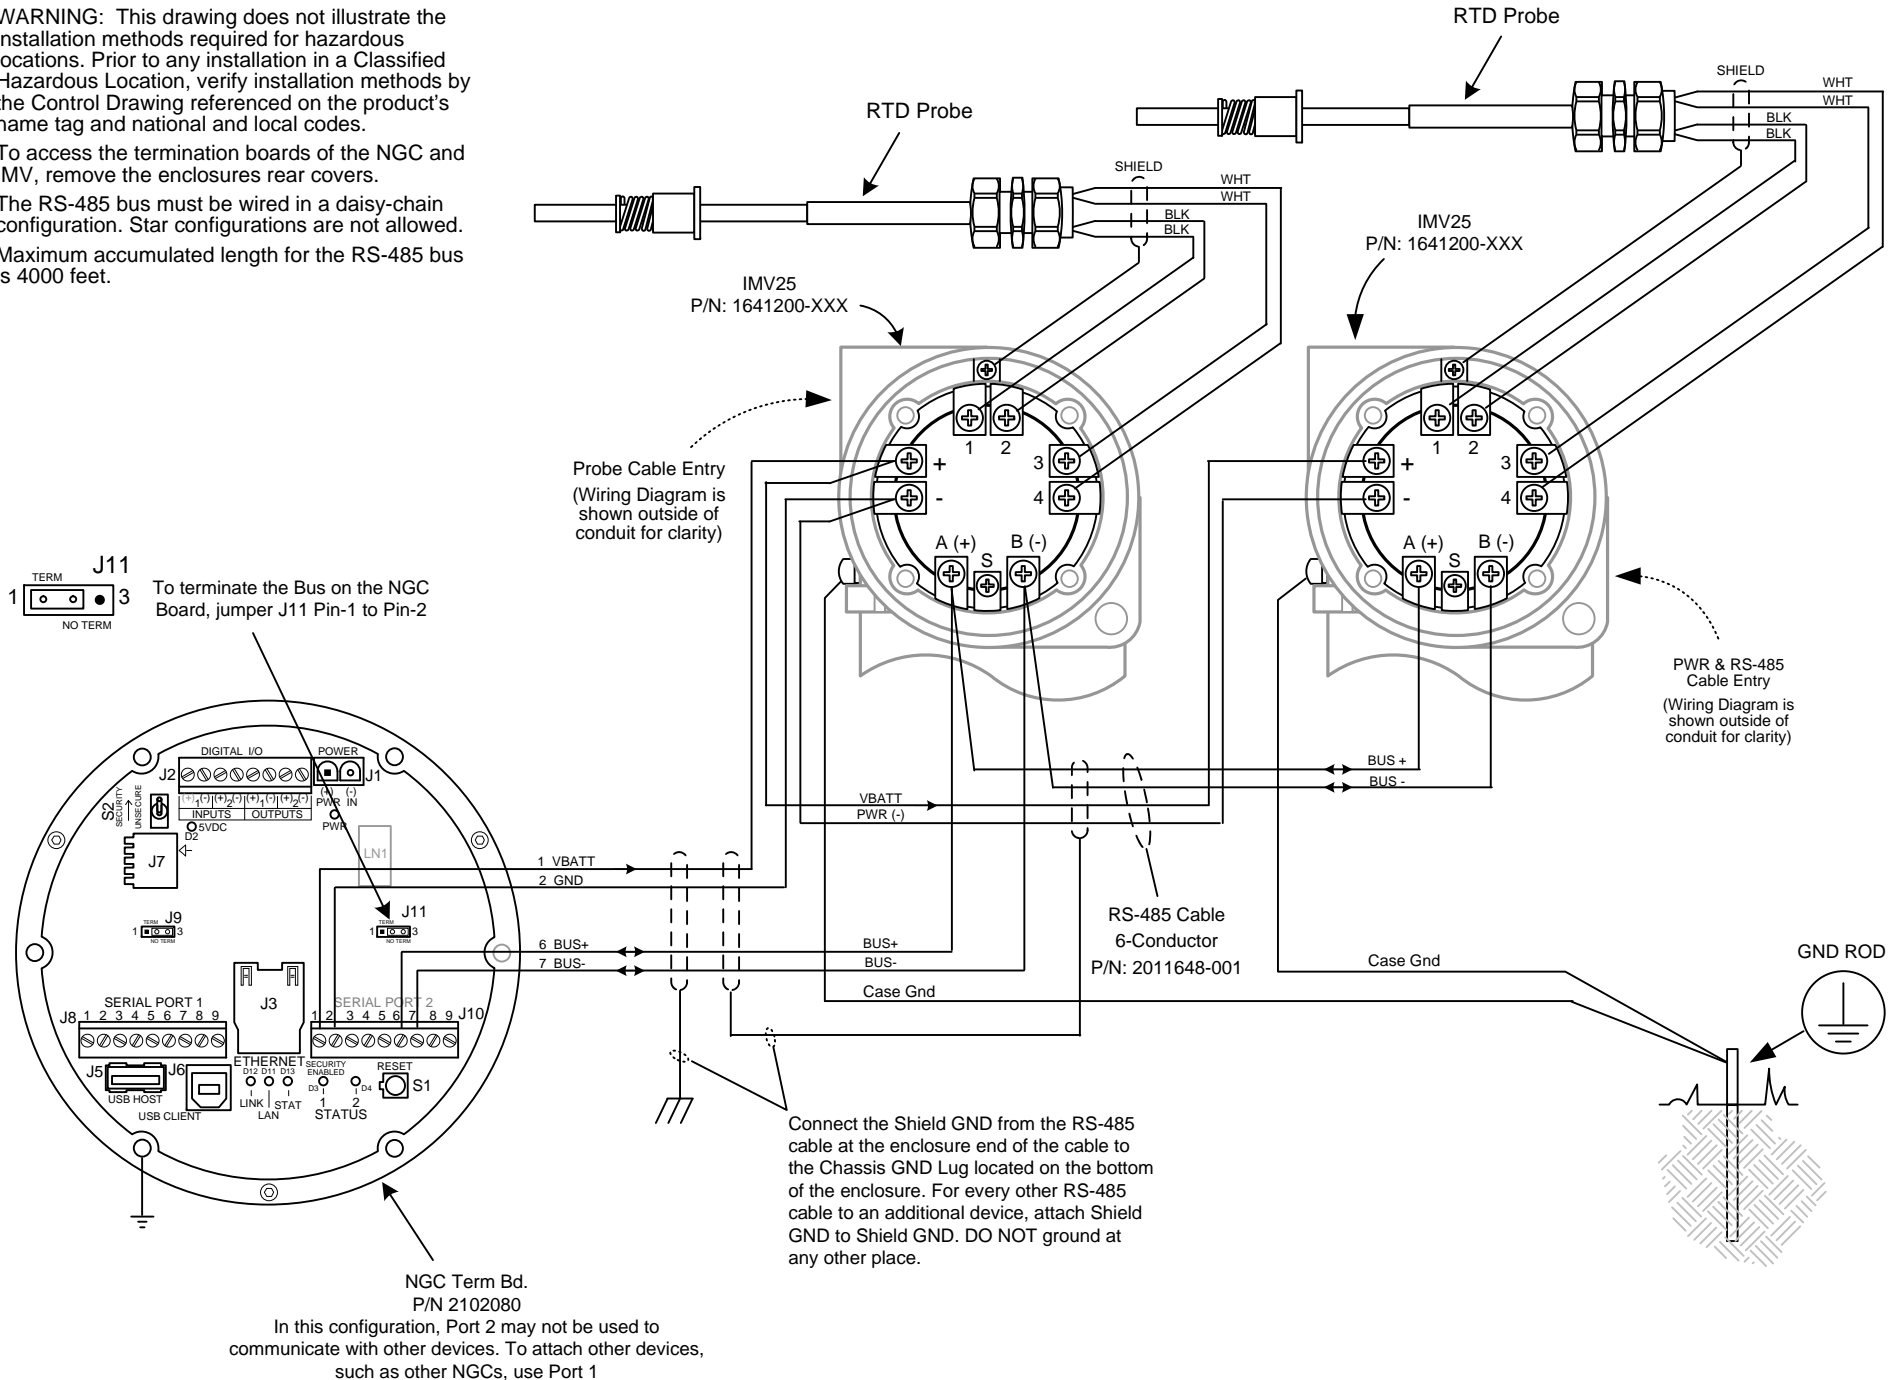 WARNING: This drawing does not illustrate the
installation methods required for hazardous
locations. Prior to any installation in a Classified
Hazardous Location, verify installation methods by
the Control Drawing referenced on the product's
name tag and national and local codes.
To access the termination boards of the NGC and
IMV, remove the enclosures rear covers.
The RS-485 bus must be wired in a daisy-chain
configuration. Star configurations are not allowed.
Maximum accumulated length for the RS-485 bus
is 4000 feet.
RTD Probe
SHIELD
WHT
WHT
BLK
BLK
RTD Probe
SHIELD
WHT
WHT
BLK
BLK
IMV25
P/N: 1641200-XXX
IMV25
P/N: 1641200-XXX
1 2
3
4
+
-
A (+) B (-)
S
1 2
3
4
+
-
A (+) B (-)
S
Probe Cable Entry
(Wiring Diagram is
shown outside of
conduit for clarity)
PWR & RS-485
Cable Entry
(Wiring Diagram is
shown outside of
conduit for clarity)
J11
TERM
1 3
NO TERM
To terminate the Bus on the NGC
Board, jumper J11 Pin-1 to Pin-2
DIGITAL I/O POWER
J2 J1
(+) 1 (-) (+) 2 (-) (+) 1 (-) (+) 2 (-)
INPUTS OUTPUTS
(+) (-)
PWR IN
PWR
S2
SECURITY
UNSECURE
5VDC
D2
J7
LN1
J9
TERM
1 3
NO TERM
J11
TERM
1 3
NO TERM
1 VBATT
2 GND
6 BUS+
7 BUS-
BUS+
BUS-
Case Gnd
VBATT
PWR (-)
BUS +
BUS -
RS-485 Cable
6-Conductor
P/N: 2011648-001
Case Gnd
GND ROD
SERIAL PORT 1
J8 1 2 3 4 5 6 7 8 9
J3
SERIAL PORT 2
1 2 3 4 5 6 7 8 9 J10
J5
USB HOST
J6
USB CLIENT
ETHERNET
D12 D11 D13
LINK STAT
LAN
SECURITY
ENABLED
D3 D4
1 2
STATUS
RESET
S1
Connect the Shield GND from the RS-485
cable at the enclosure end of the cable to
the Chassis GND Lug located on the bottom
of the enclosure. For every other RS-485
cable to an additional device, attach Shield
GND to Shield GND. DO NOT ground at
any other place.
NGC Term Bd.
P/N 2102080
In this configuration, Port 2 may not be used to
communicate with other devices. To attach other devices,
such as other NGCs, use Port 1